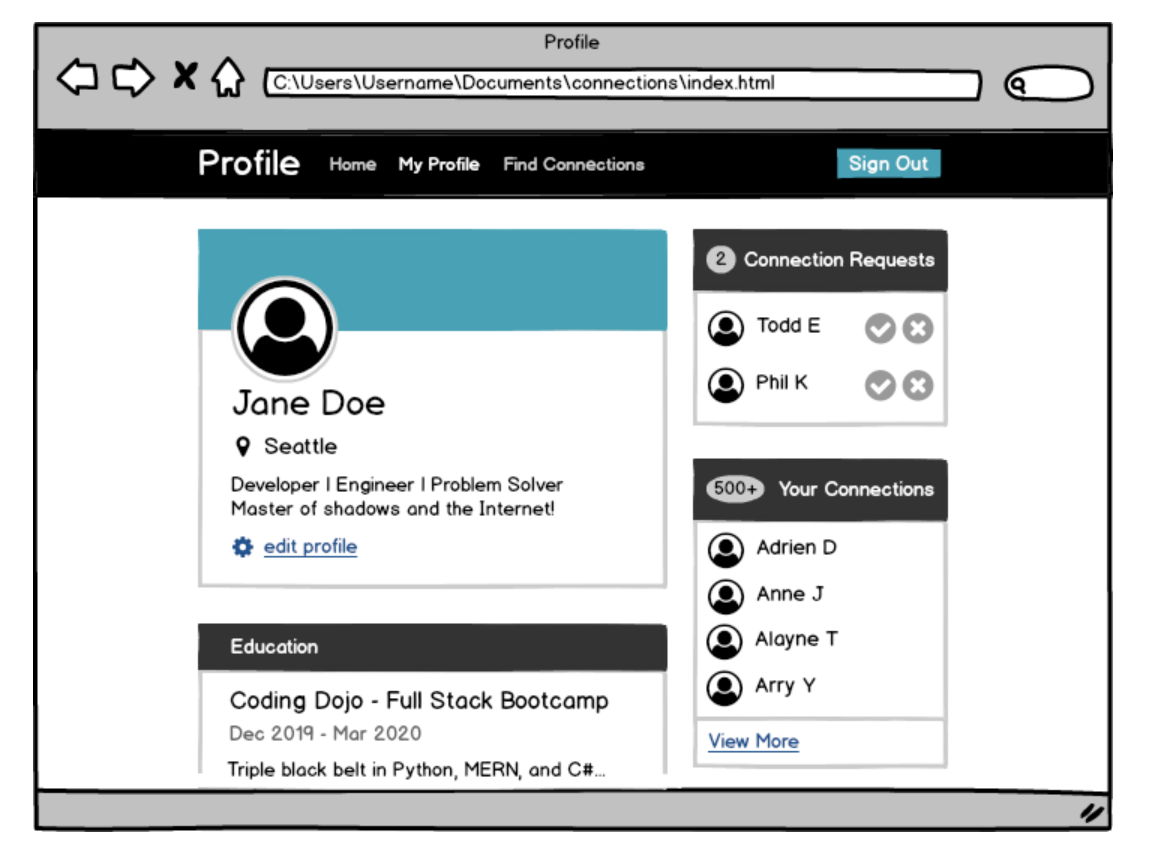 Profile
C:\Users\Username\Documents\connections\index.html
Profile Home My Profile Find Connections Sign Out
Jane Doe
Seattle
Developer | Engineer | Problem Solver
Master of shadows and the Internet!
edit profile
Education
Coding Dojo - Full Stack Bootcamp
Dec 2019 - Mar 2020
Triple black belt in Python, MERN, and C#...
2 Connection Requests
Todd E
Phil K
500+ Your Connections
Adrien D
Anne J
Alayne T
Arry Y
View More